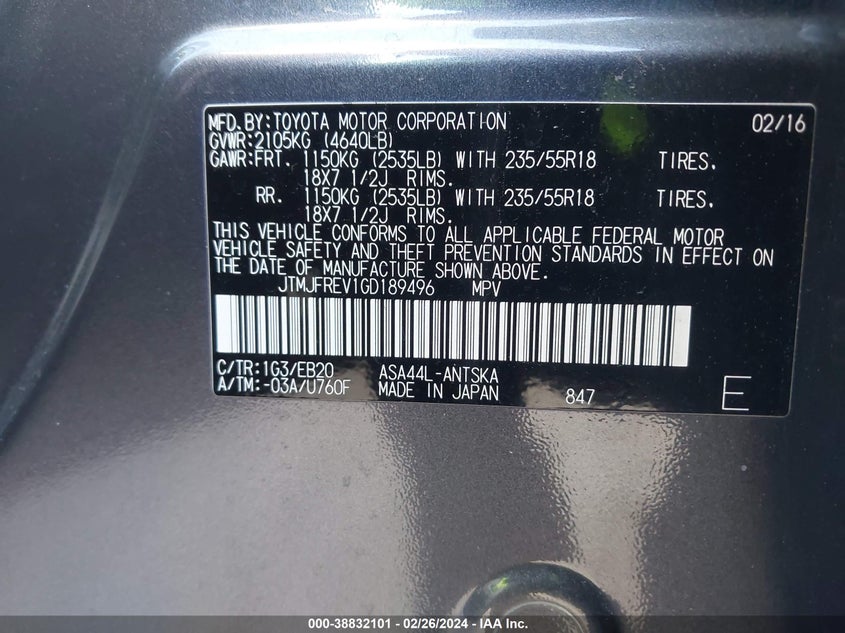 MFD.BY:TOYOTA MOTOR CORPORATION 02/16
GVWR:2105KG (4640LB)
GAWR:FRT. 1150KG (2535LB) WITH 235/55R18 TIRES.
18X7 1/2J RIMS.
RR. 1150KG (2535LB) WITH 235/55R18 TIRES.
18X7 1/2J RIMS.
THIS VEHICLE CONFORMS TO ALL APPLICABLE FEDERAL MOTOR
VEHICLE SAFETY AND THEFT PREVENTION STANDARDS IN EFFECT ON
THE DATE OF MANUFACTURE SHOWN ABOVE.
JTMJFREV1GD189496 MPV
C/TR:1G3/EB20 ASA44L-ANTSKA
A/TM:-03A/U760F MADE IN JAPAN 847 E
000-38832101 - 02/26/2024 - IAA Inc.